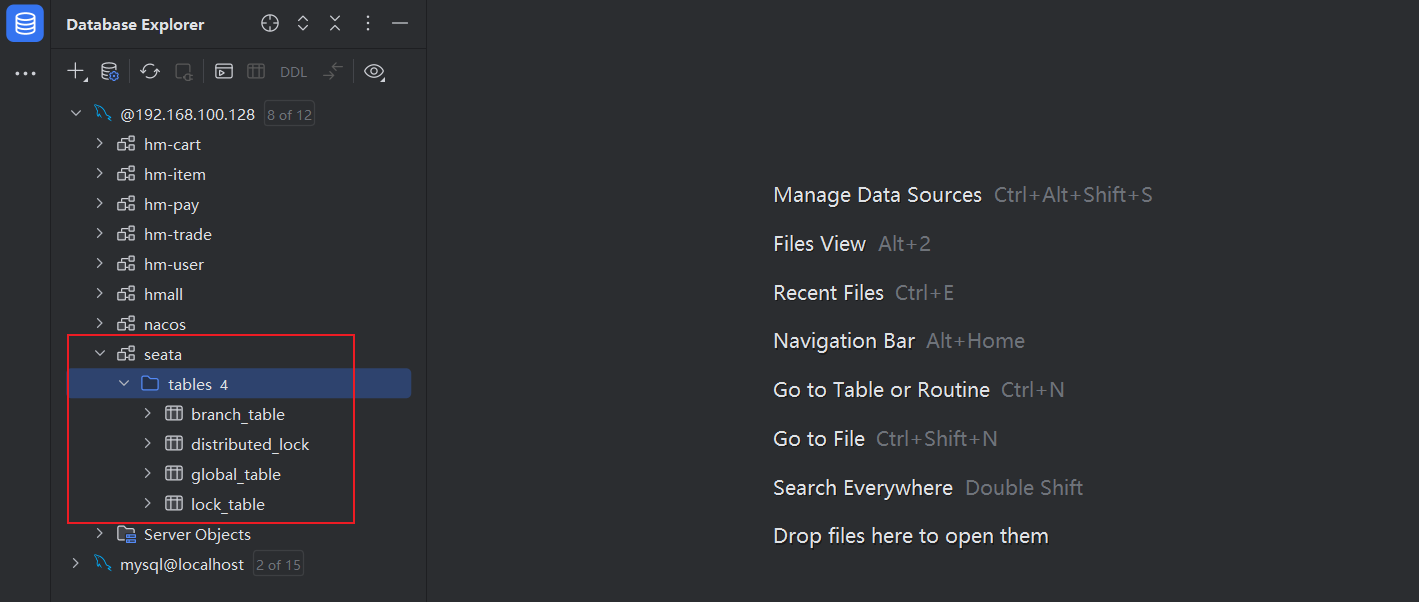 Database Explorer
DDL
@192.168.100.128 8 of 12
hm-cart
hm-item
hm-pay
hm-trade
hm-user
hmall
nacos
seata
tables 4
branch_table
distributed_lock
global_table
lock_table
Server Objects
mysql@localhost 2 of 15
Manage Data Sources Ctrl+Alt+Shift+S
Files View Alt+2
Recent Files Ctrl+E
Navigation Bar Alt+Home
Go to Table or Routine Ctrl+N
Go to File Ctrl+Shift+N
Search Everywhere Double Shift
Drop files here to open them